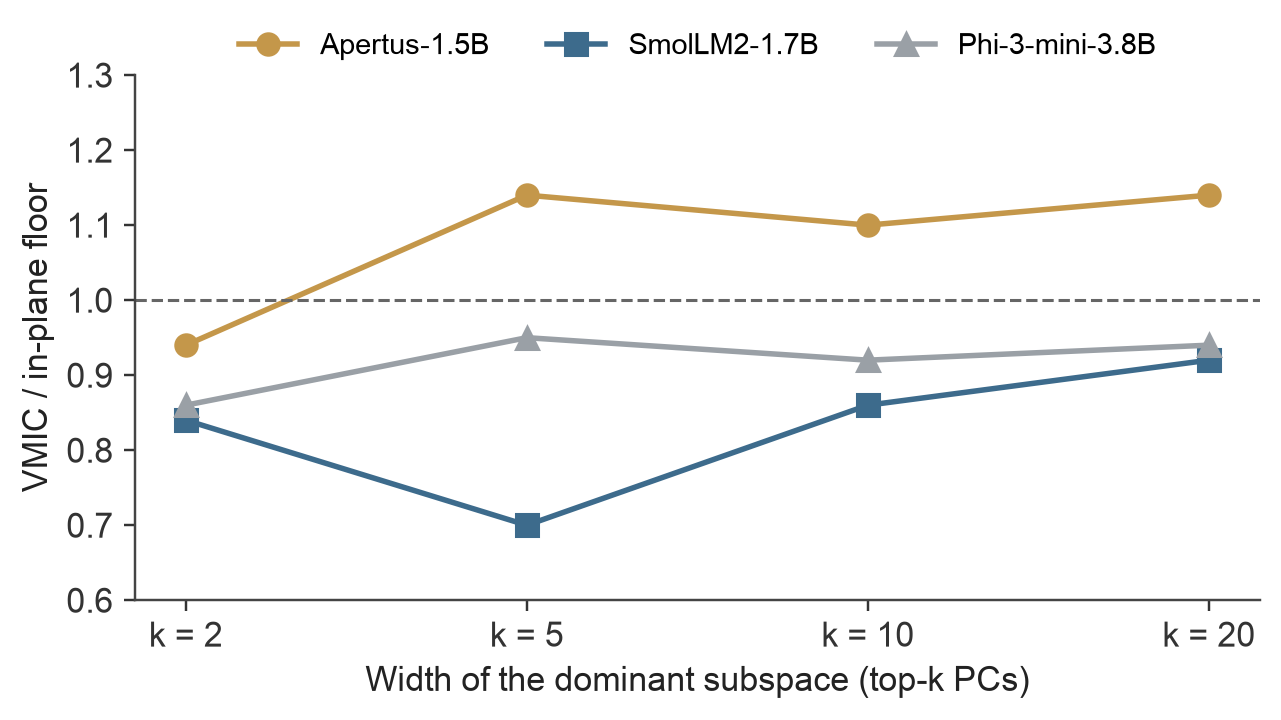 Apertus-1.5B SmolLM2-1.7B Phi-3-mini-3.8B
1.3
1.2
1.1
1.0
0.9
0.8
0.7
0.6
VMIC / in-plane floor
k = 2 k = 5 k = 10 k = 20
Width of the dominant subspace (top-k PCs)